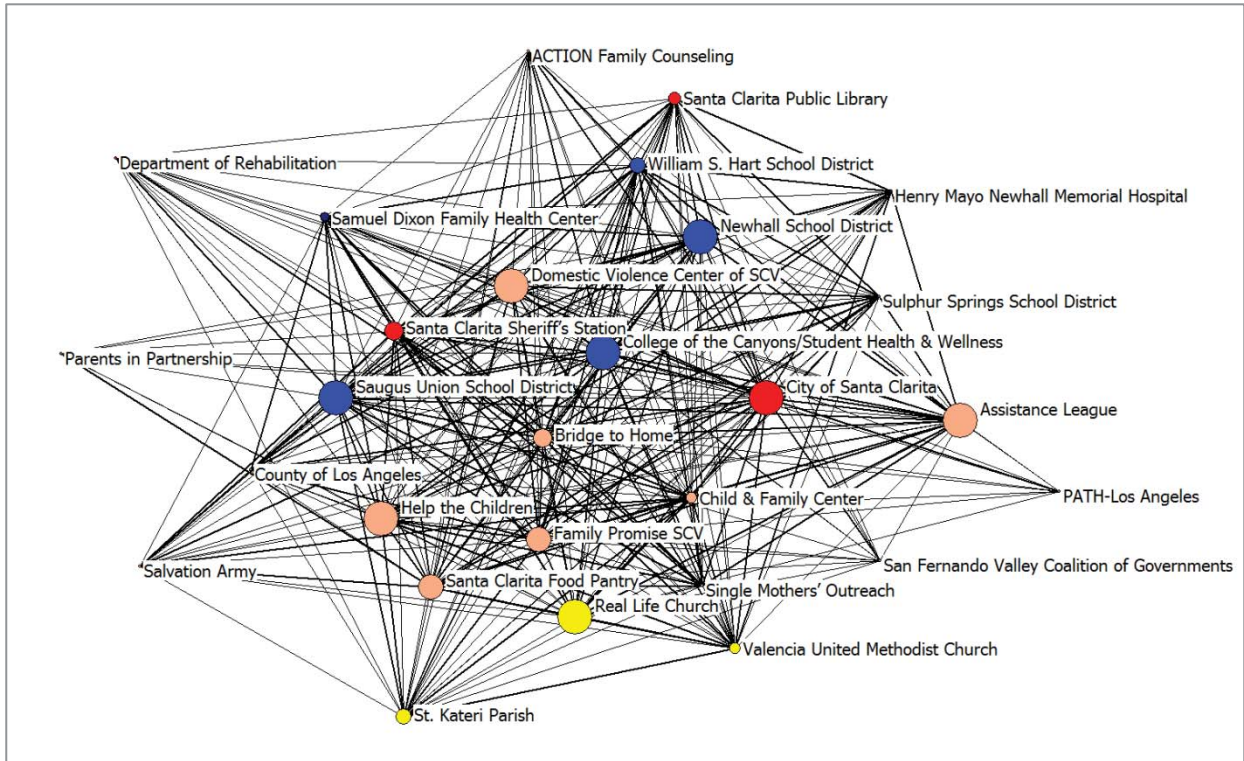 ACTION Family Counseling
Santa Clarita Public Library
Department of Rehabilitation
William S. Hart School District
Henry Mayo Newhall Memorial Hospital
Samuel Dixon Family Health Center
Newhall School District
Domestic Violence Center of SCV
Sulphur Springs School District
Santa Clarita Sheriff's Station
College of the Canyons/Student Health & Wellness
Parents in Partnership
Saugus Union School District
City of Santa Clarita
Assistance League
Bridge to Home
County of Los Angeles
Child & Family Center
PATH-Los Angeles
Help the Children
Family Promise SCV
San Fernando Valley Coalition of Governments
Salvation Army
Santa Clarita Food Pantry
Single Mothers' Outreach
Real Life Church
Valencia United Methodist Church
St. Kateri Parish